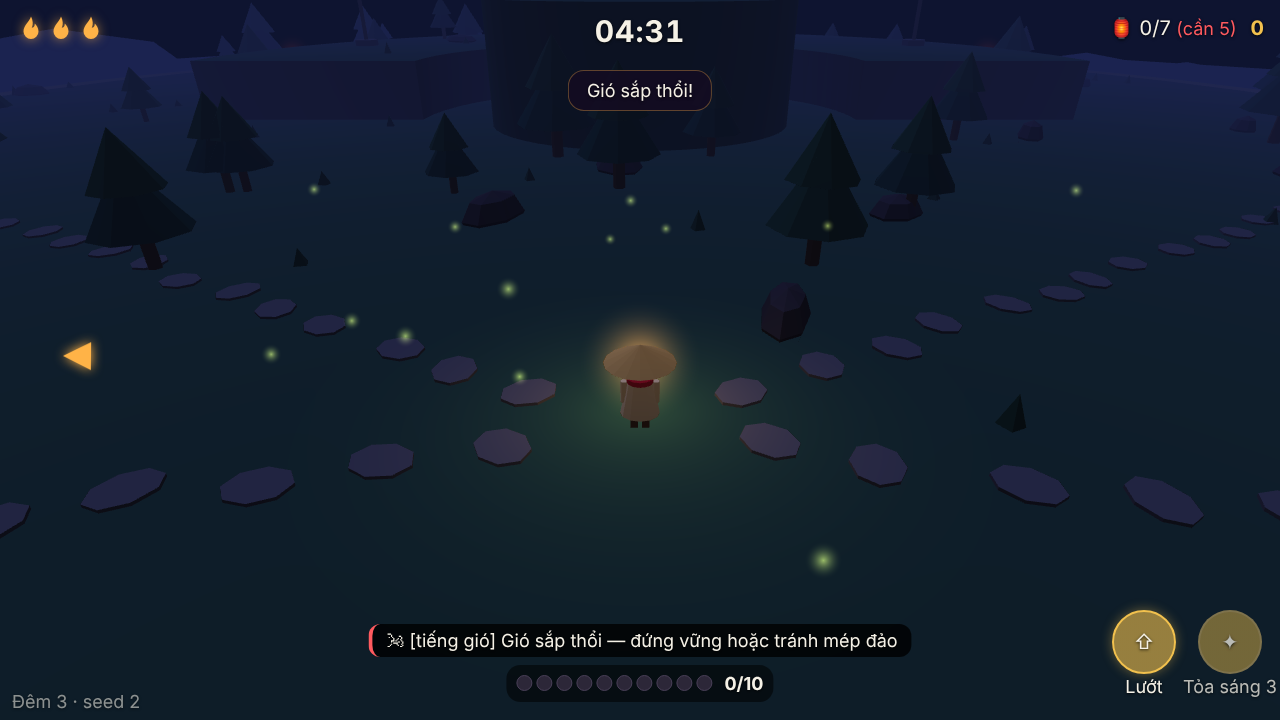 04:31
0/7 (cần 5) 0
Gió sắp thổi!
[tiếng gió] Gió sắp thổi — đứng vững hoặc tránh mép đảo
0/10
Lướt
Tỏa sáng 3
Đêm 3 · seed 2